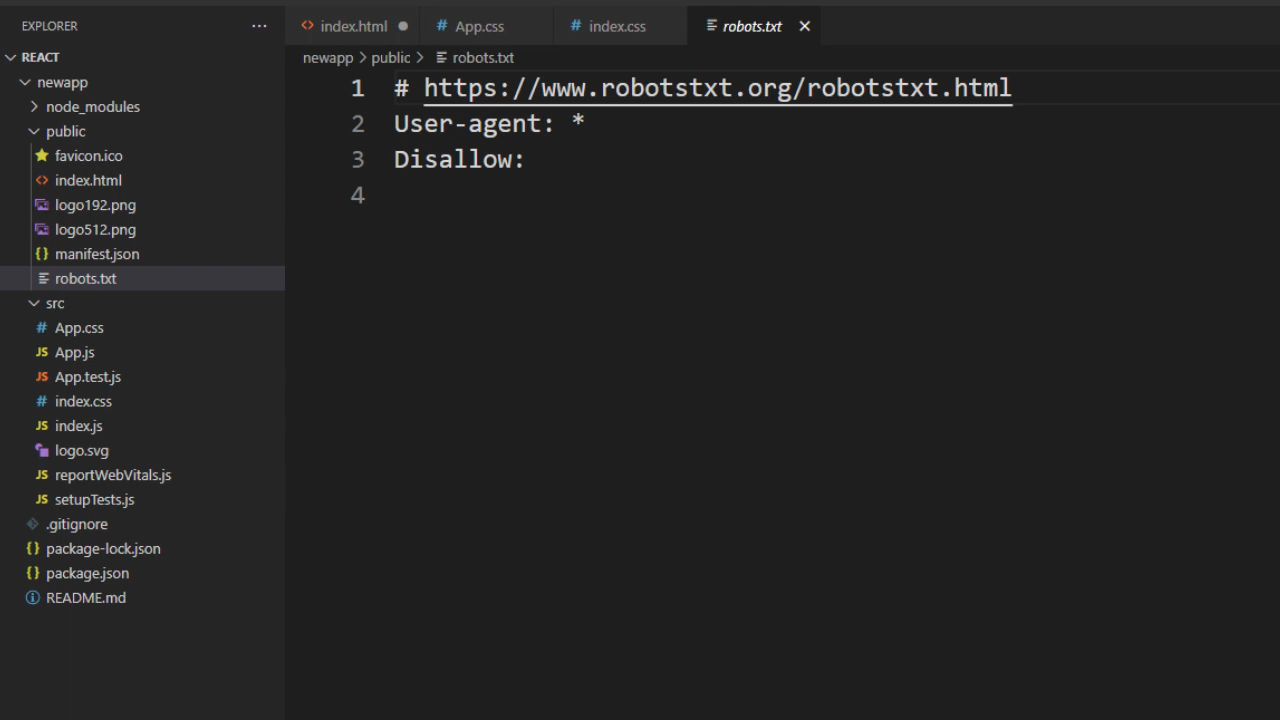 EXPLORER ...
REACT
newapp
node_modules
public
favicon.ico
index.html
logo192.png
logo512.png
manifest.json
robots.txt
src
App.css
App.js
App.test.js
index.css
index.js
logo.svg
reportWebVitals.js
setupTests.js
.gitignore
package-lock.json
package.json
README.md
index.html App.css index.css robots.txt
newapp > public > robots.txt
1 # https://www.robotstxt.org/robotstxt.html
2 User-agent: *
3 Disallow:
4